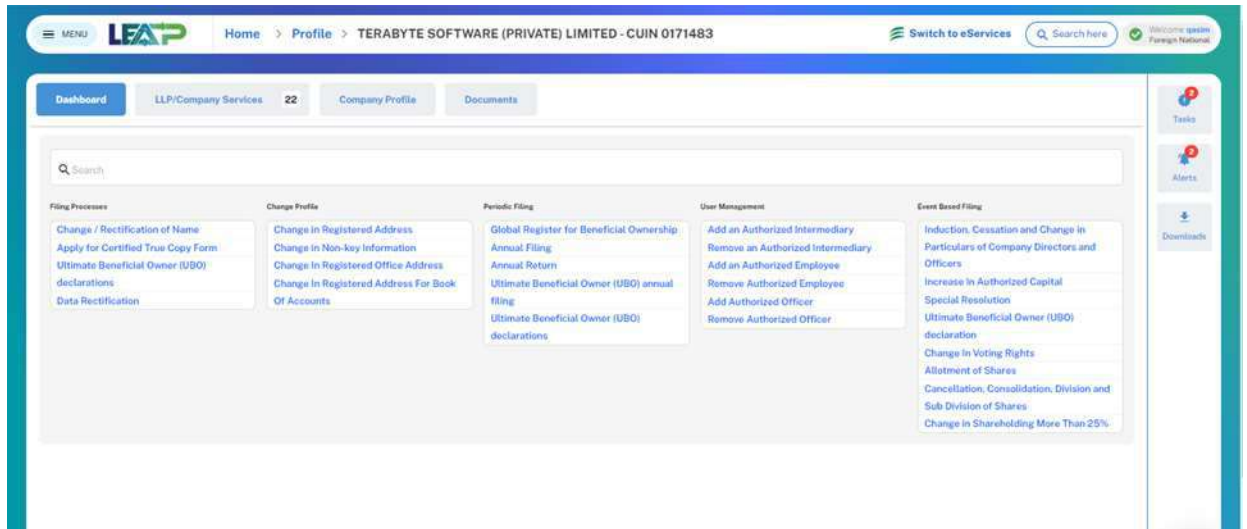 MENU
LEAP
Home > Profile > TERABYTE SOFTWARE (PRIVATE) LIMITED - CUIN 0171483
Switch to eServices
Search here
Welcome qasim
Foreign National
Dashboard
LLP/Company Services 22
Company Profile
Documents
2
Tasks
2
Alerts
Downloads
Search
Filing Processes
Change / Rectification of Name
Apply for Certified True Copy Form
Ultimate Beneficial Owner (UBO)
declarations
Data Rectification
Change Profile
Change in Registered Address
Change in Non-key Information
Change In Registered Office Address
Change In Registered Address For Book
Of Accounts
Periodic Filing
Global Register for Beneficial Ownership
Annual Filing
Annual Return
Ultimate Beneficial Owner (UBO) annual
filing
Ultimate Beneficial Owner (UBO)
declarations
User Management
Add an Authorized Intermediary
Remove an Authorized Intermediary
Add an Authorized Employee
Remove Authorized Employee
Add Authorized Officer
Remove Authorized Officer
Event Based Filing
Induction, Cessation and Change in
Particulars of Company Directors and
Officers
Increase In Authorized Capital
Special Resolution
Ultimate Beneficial Owner (UBO)
declaration
Change In Voting Rights
Allotment of Shares
Cancellation, Consolidation, Division and
Sub Division of Shares
Change in Shareholding More Than 25%